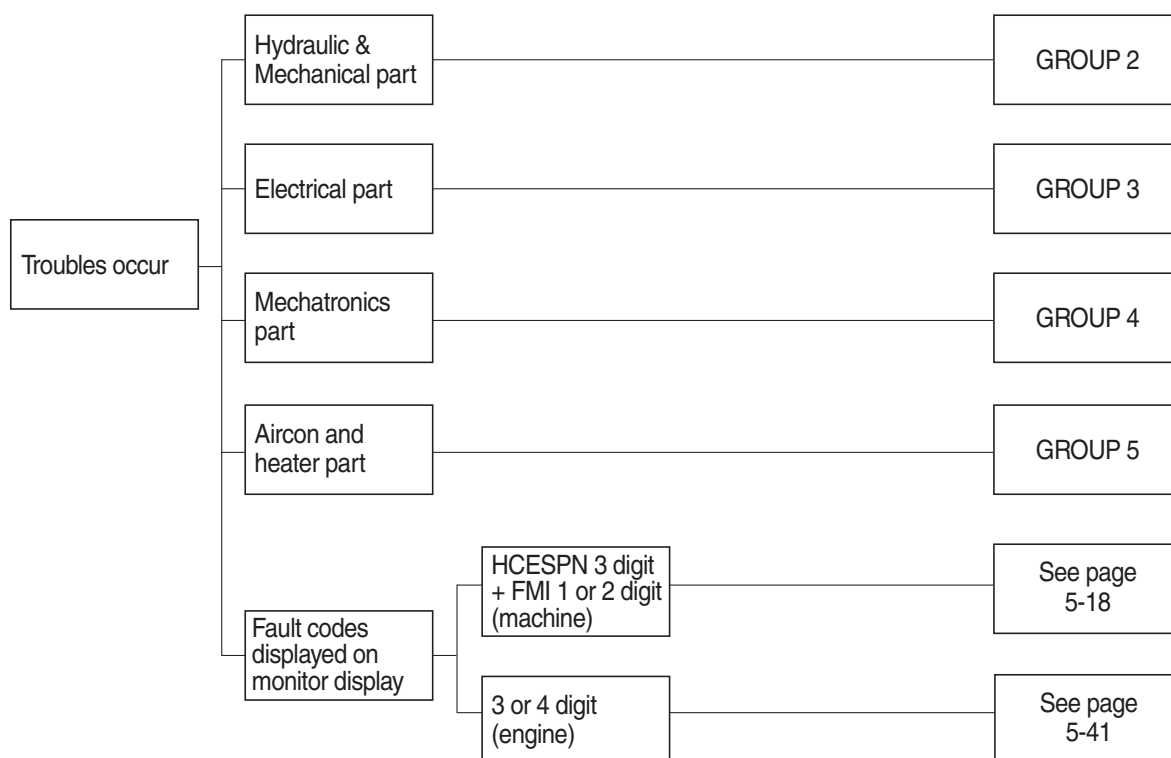 Hydraulic &
Mechanical part
GROUP 2
Electrical part
GROUP 3
Troubles occur
Mechatronics
part
GROUP 4
Aircon and
heater part
GROUP 5
HCESPN 3 digit
+ FMI 1 or 2 digit
(machine)
See page
5-18
Fault codes
displayed on
monitor display
3 or 4 digit
(engine)
See page
5-41